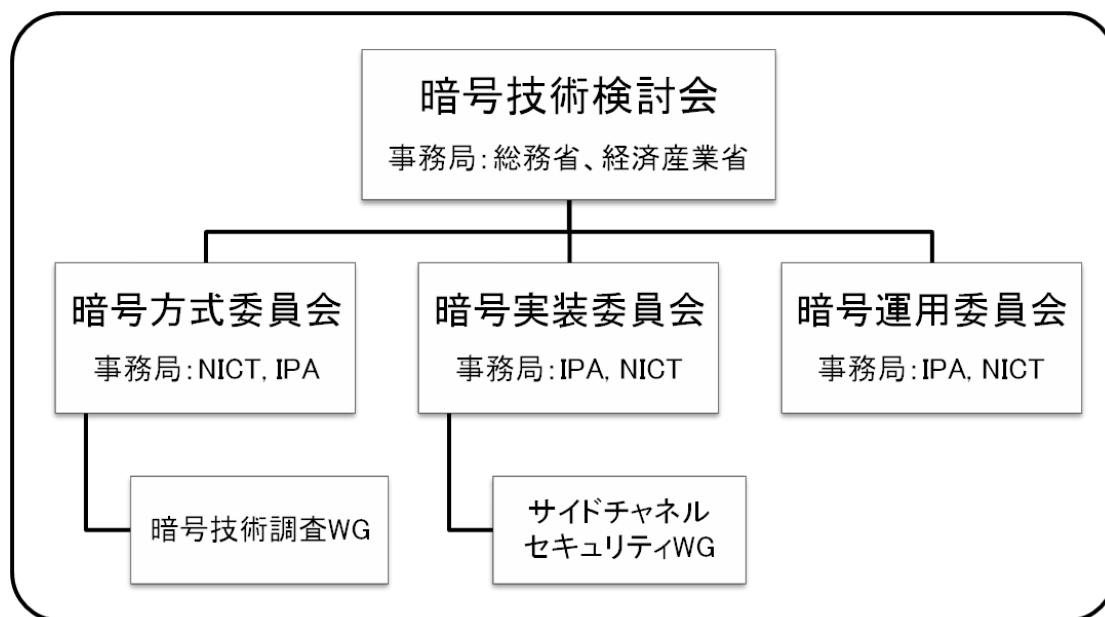 暗号技術検討会
事務局:総務省、経済産業省
暗号方式委員会
事務局:NICT, IPA
暗号実装委員会
事務局:IPA, NICT
暗号運用委員会
事務局:IPA, NICT
暗号技術調査WG
サイドチャネル
セキュリティWG